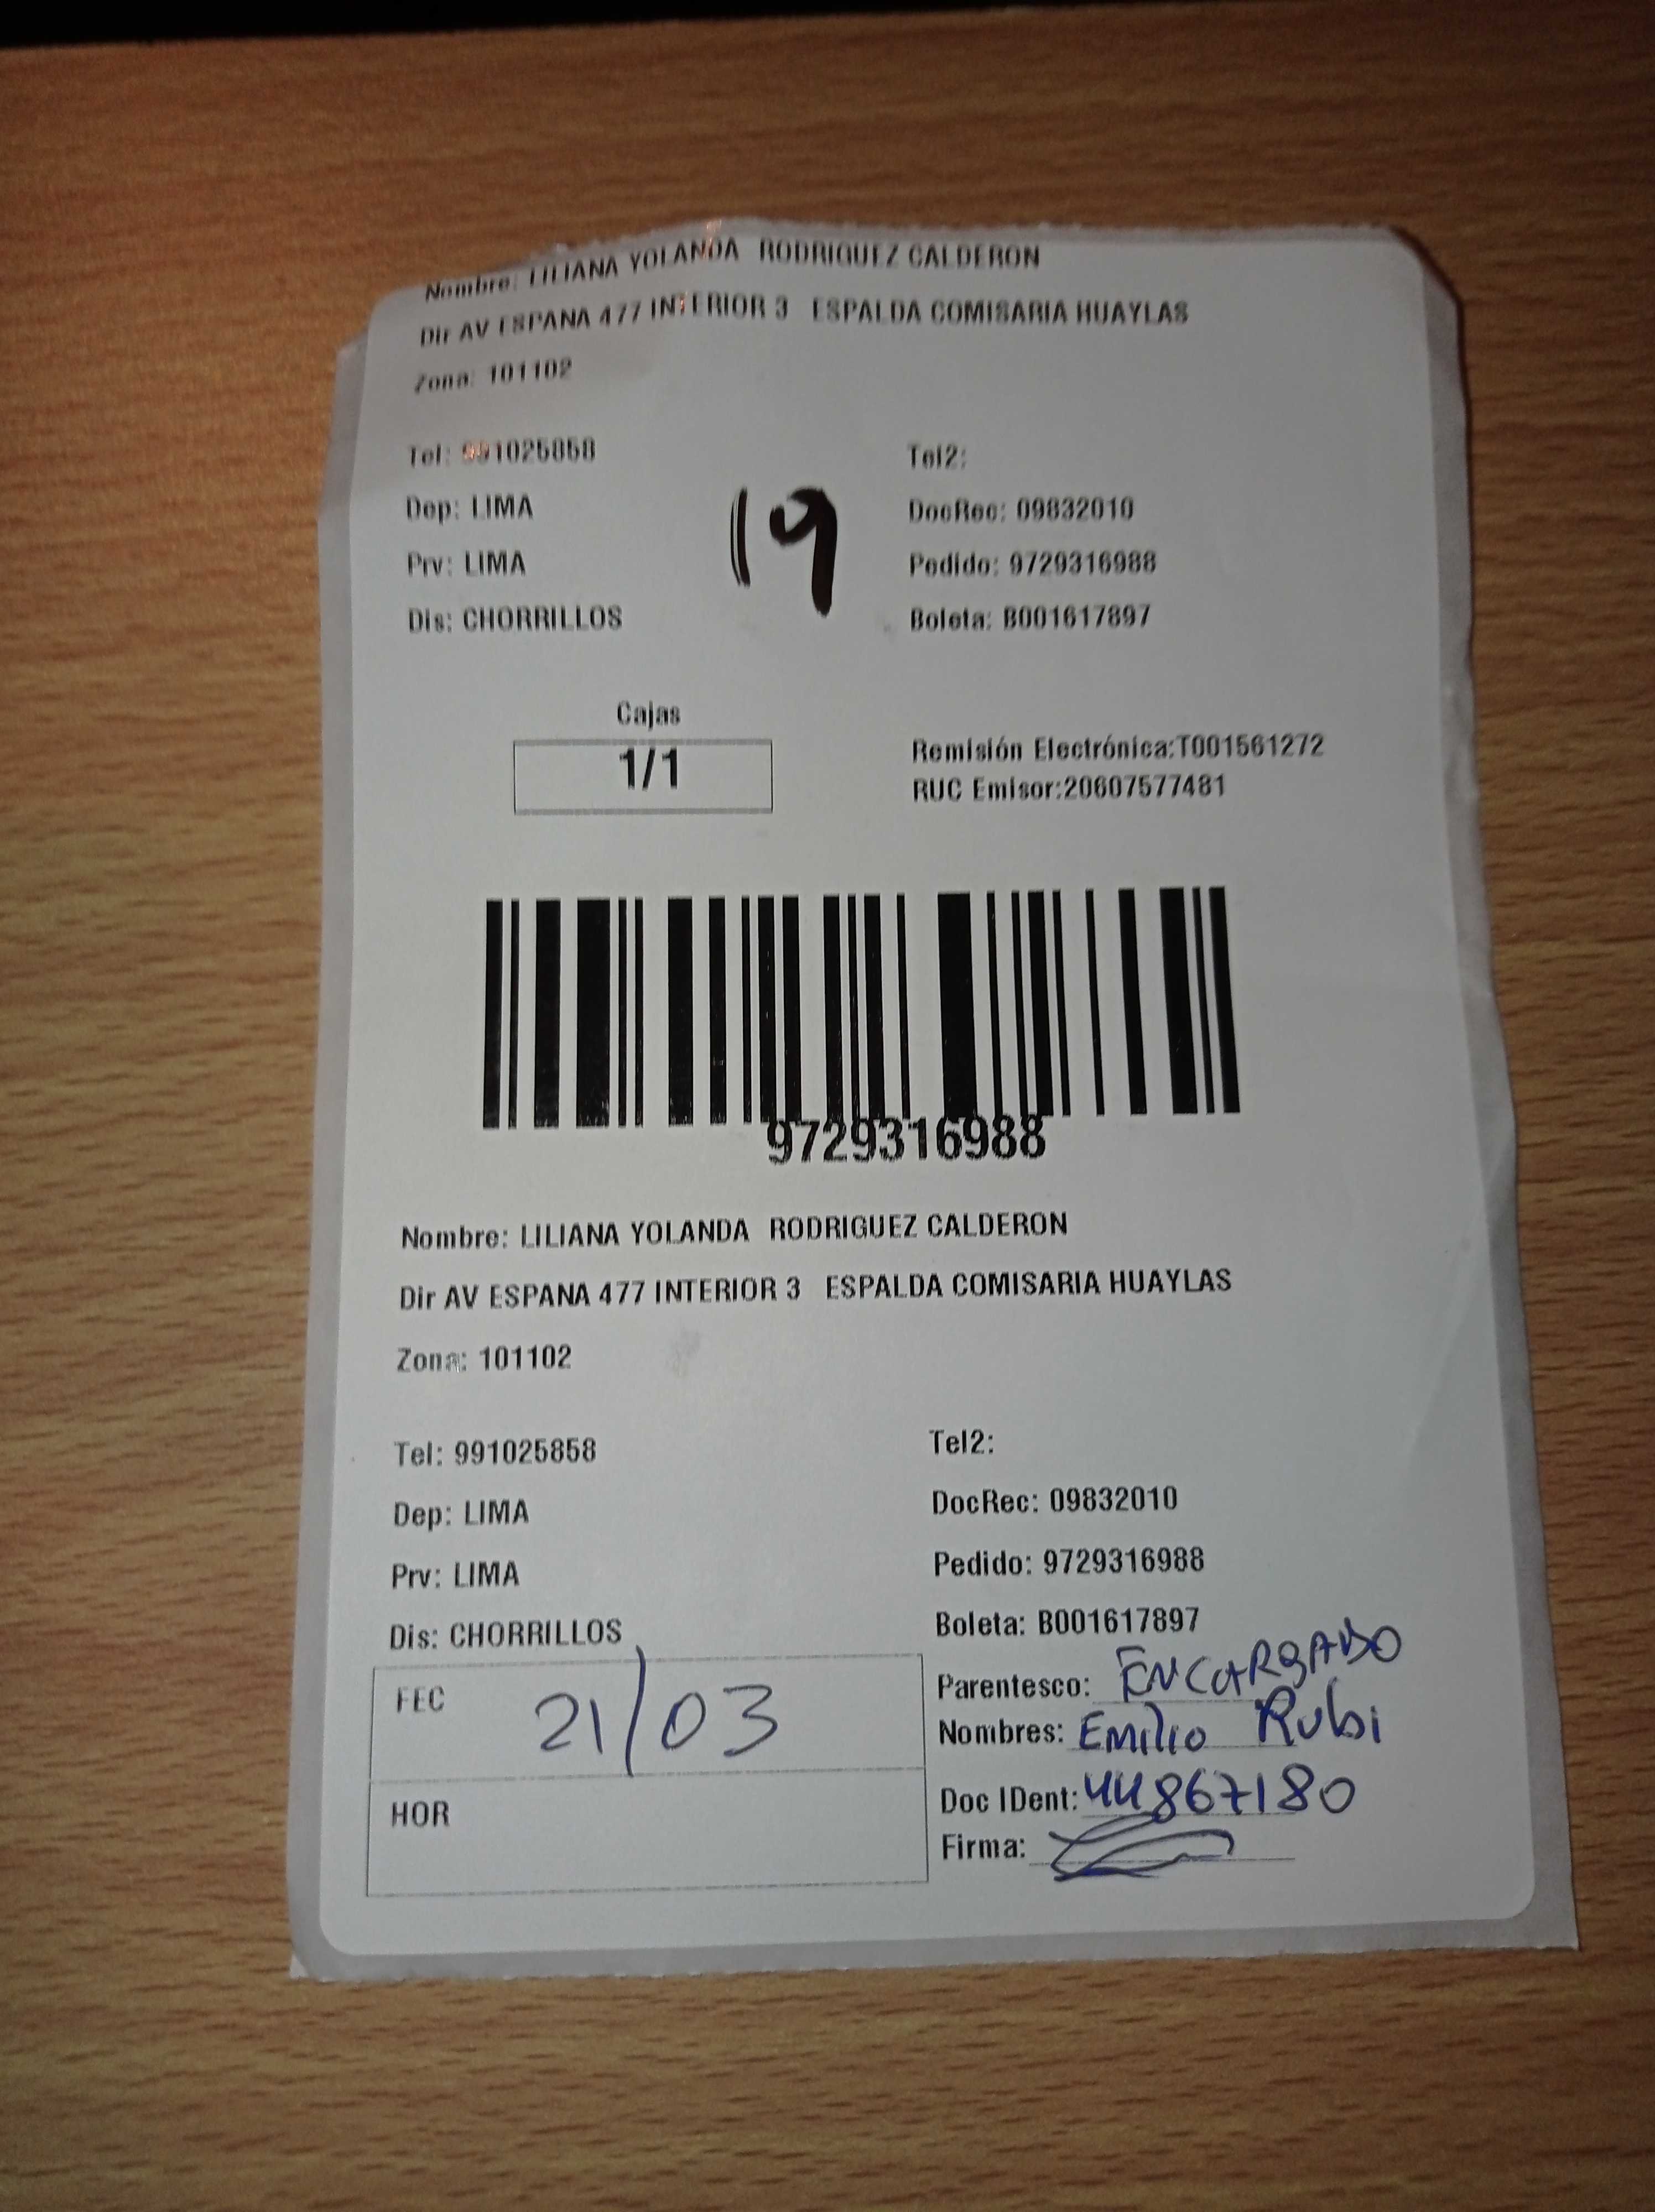 Nombre: LILIANA YOLANDA RODRIGUEZ CALDERON
Dir AV ESPANA 477 INTERIOR 3 ESPALDA COMISARIA HUAYLAS
Zona: 101102
Tel: 991025858 Tel2:
Dep: LIMA DocRec: 09832010
Prv: LIMA Pedido: 9729316988
Dis: CHORRILLOS Boleta: B001617897
19
Cajas
1/1
Remisión Electrónica:T001561272
RUC Emisor:20607577481
9729316988
Nombre: LILIANA YOLANDA RODRIGUEZ CALDERON
Dir AV ESPANA 477 INTERIOR 3 ESPALDA COMISARIA HUAYLAS
Zona: 101102
Tel: 991025858 Tel2:
Dep: LIMA DocRec: 09832010
Prv: LIMA Pedido: 9729316988
Dis: CHORRILLOS Boleta: B001617897
FEC 21/03
HOR
Parentesco: ENCARGADO
Nombres: Emilio Rubi
Doc IDent: 44867180
Firma: